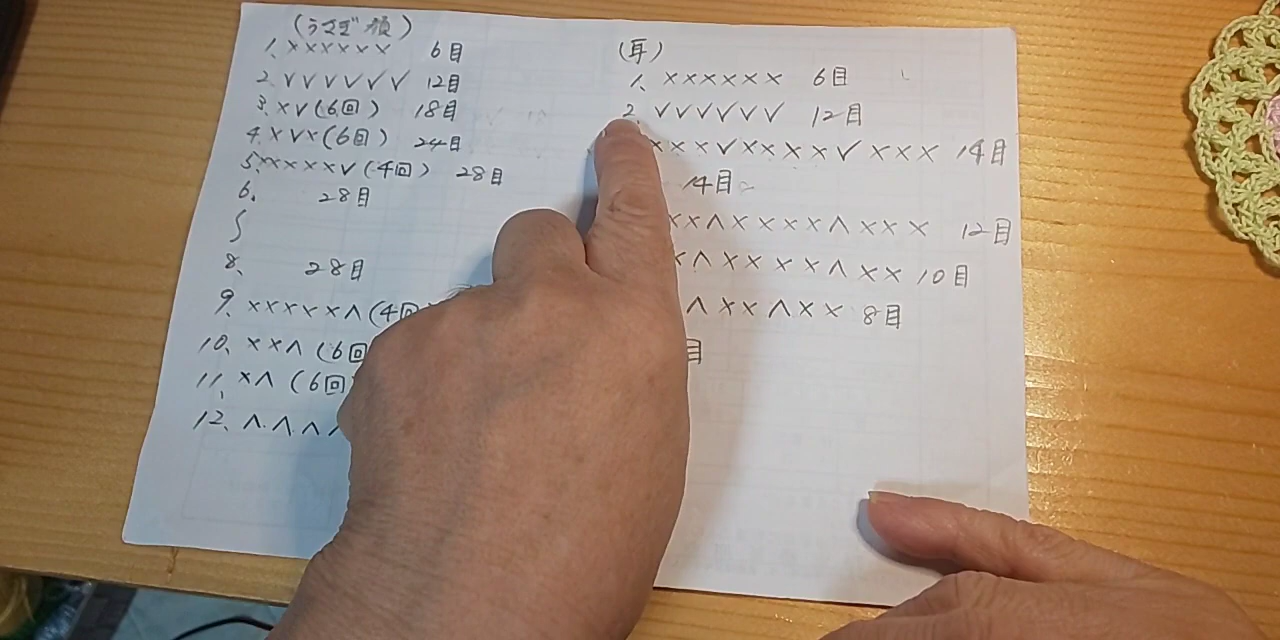 (うさぎ顔)
1. ×××××× 6目
2. V V V V V V 12目
3. ×V(6回) 18目
4. ×V×(6回) 24目
5. ××××× V(4回) 28目
6. 28目
〜
8. 28目
9. ×××××∧(4回
10. ××∧(6回
11. ×∧(6回)
12. ∧.∧.∧
(耳)
1. ×××××× 6目
2. VVVVVV 12目
×××V××××V××× 14目
14目
××∧××××∧××× 12目
×∧××××∧×× 10目
∧××∧×× 8目
目